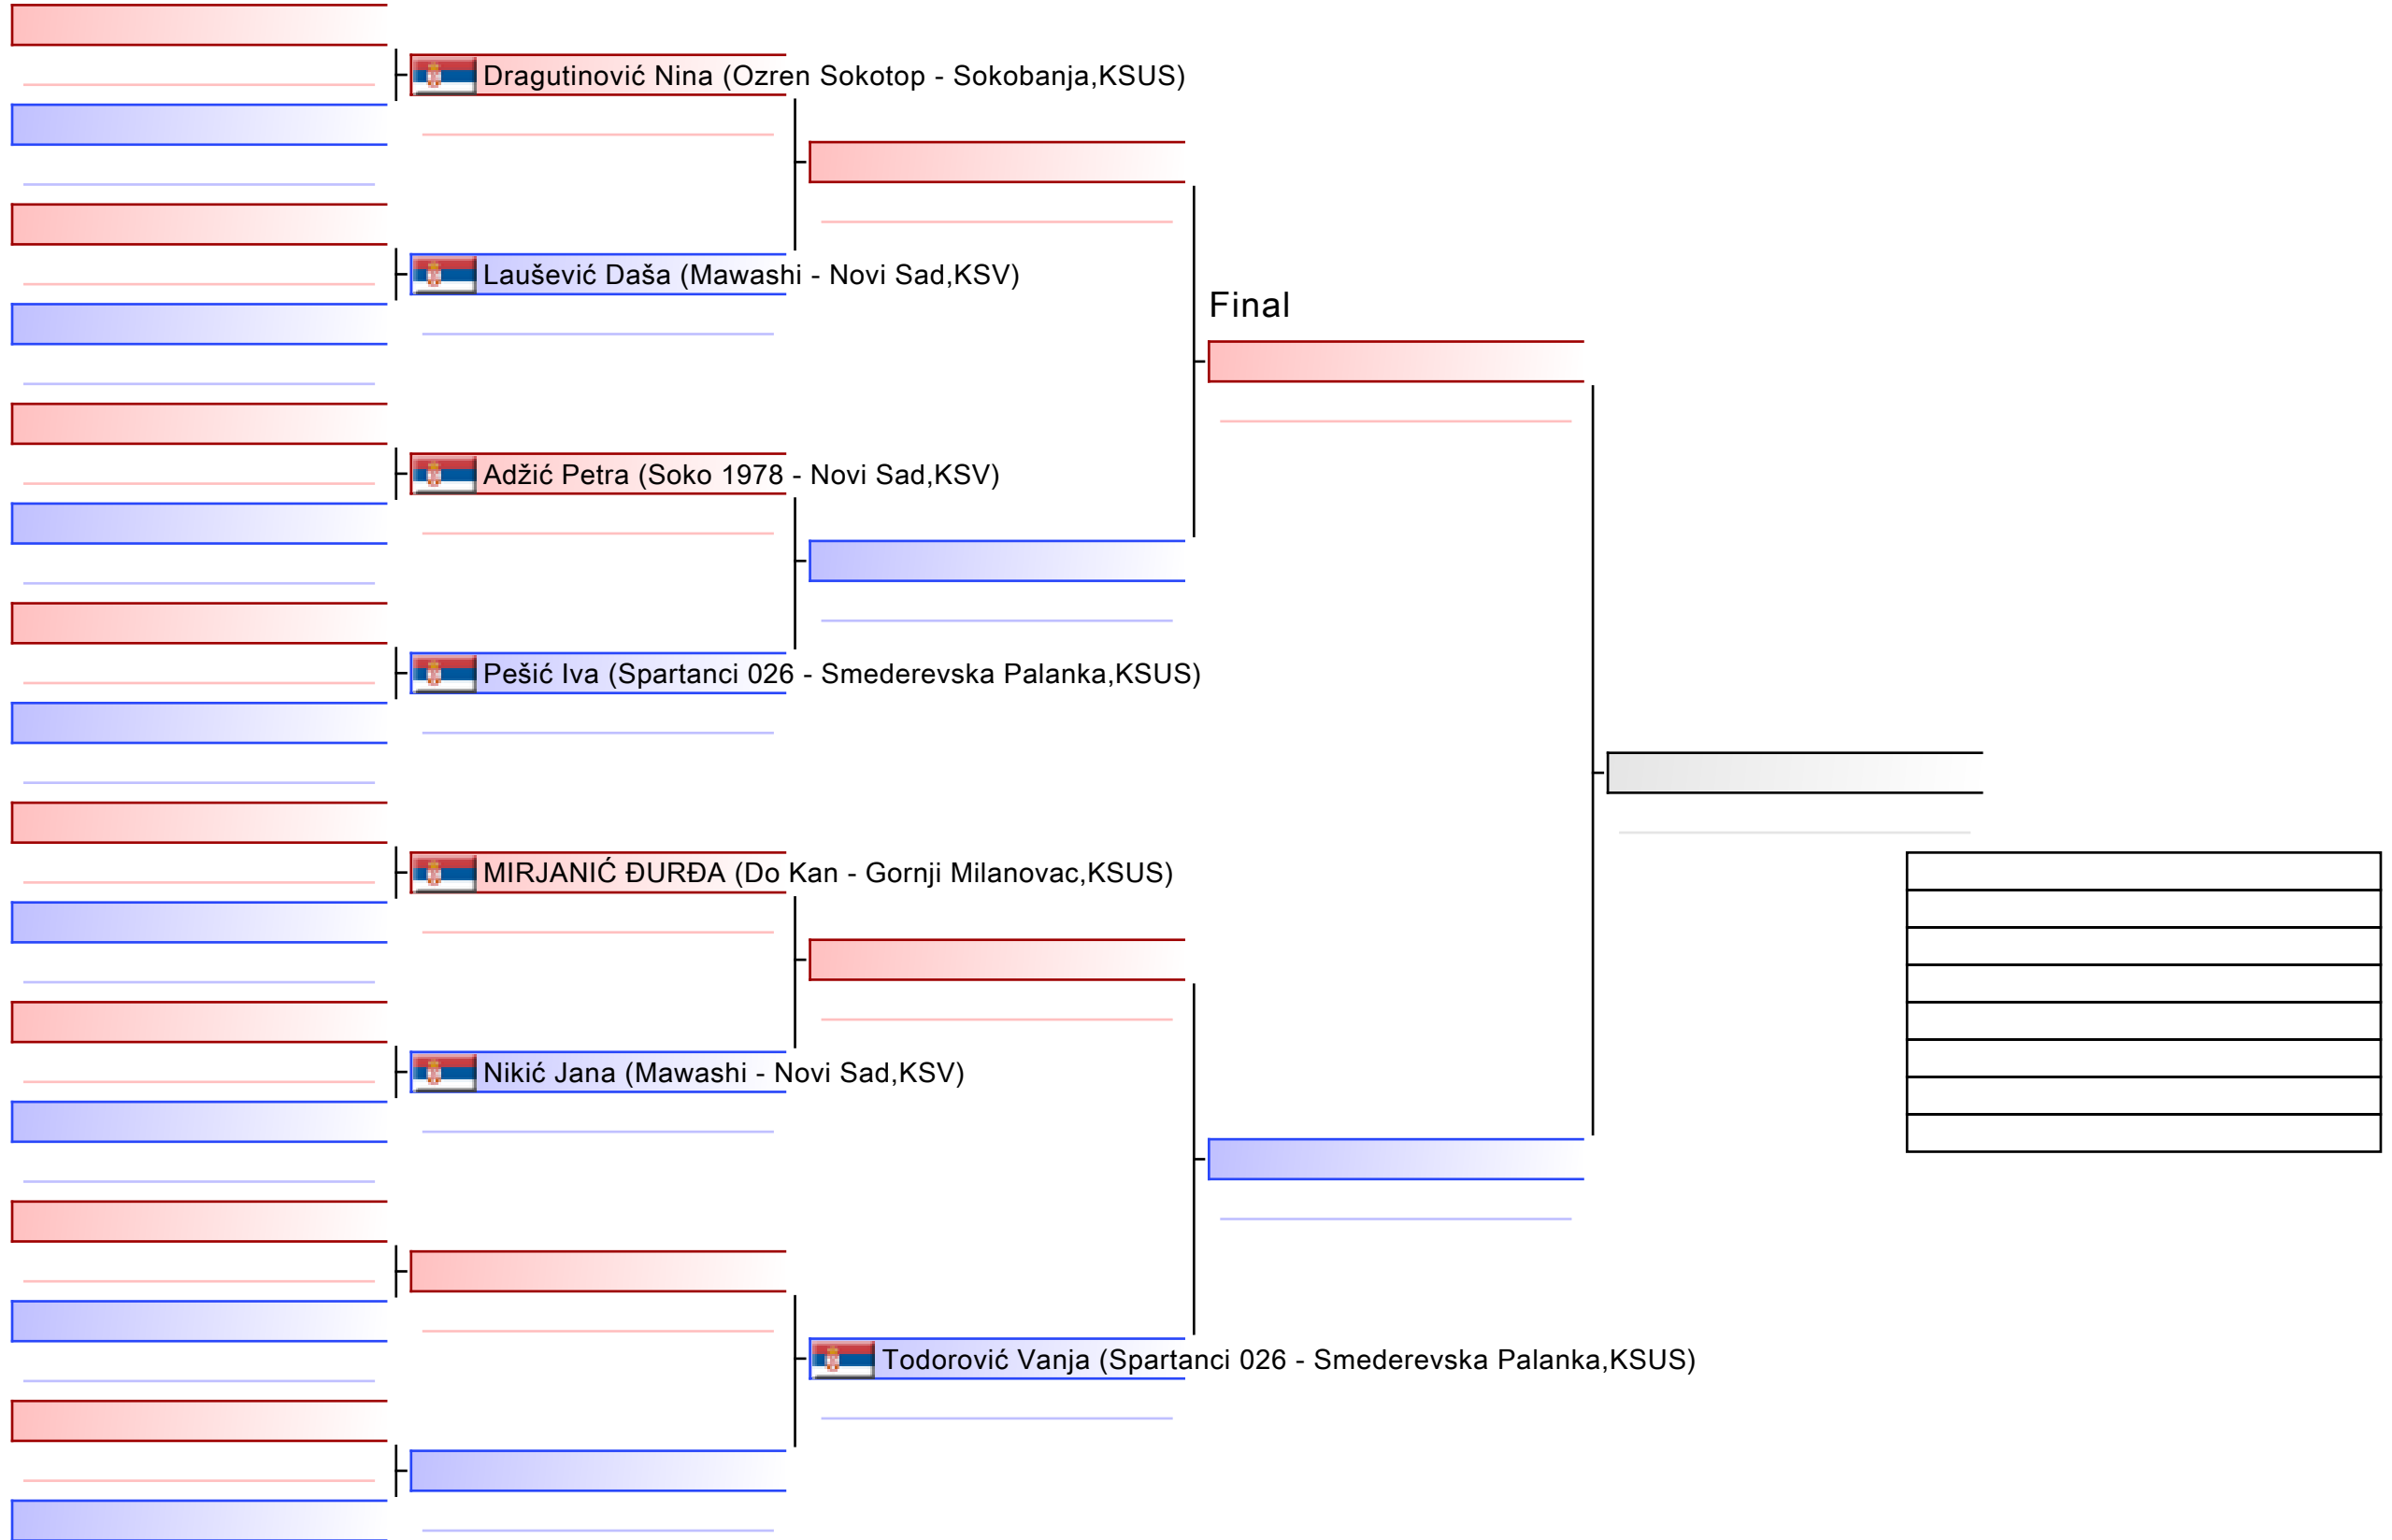 Dragutinović Nina (Ozren Sokotop - Sokobanja,KSUS)
Laušević Daša (Mawashi - Novi Sad,KSV)
Final
Adžić Petra (Soko 1978 - Novi Sad,KSV)
Pešić Iva (Spartanci 026 - Smederevska Palanka,KSUS)
MIRJANIĆ ĐURĐA (Do Kan - Gornji Milanovac,KSUS)
Nikić Jana (Mawashi - Novi Sad,KSV)
Todorović Vanja (Spartanci 026 - Smederevska Palanka,KSUS)